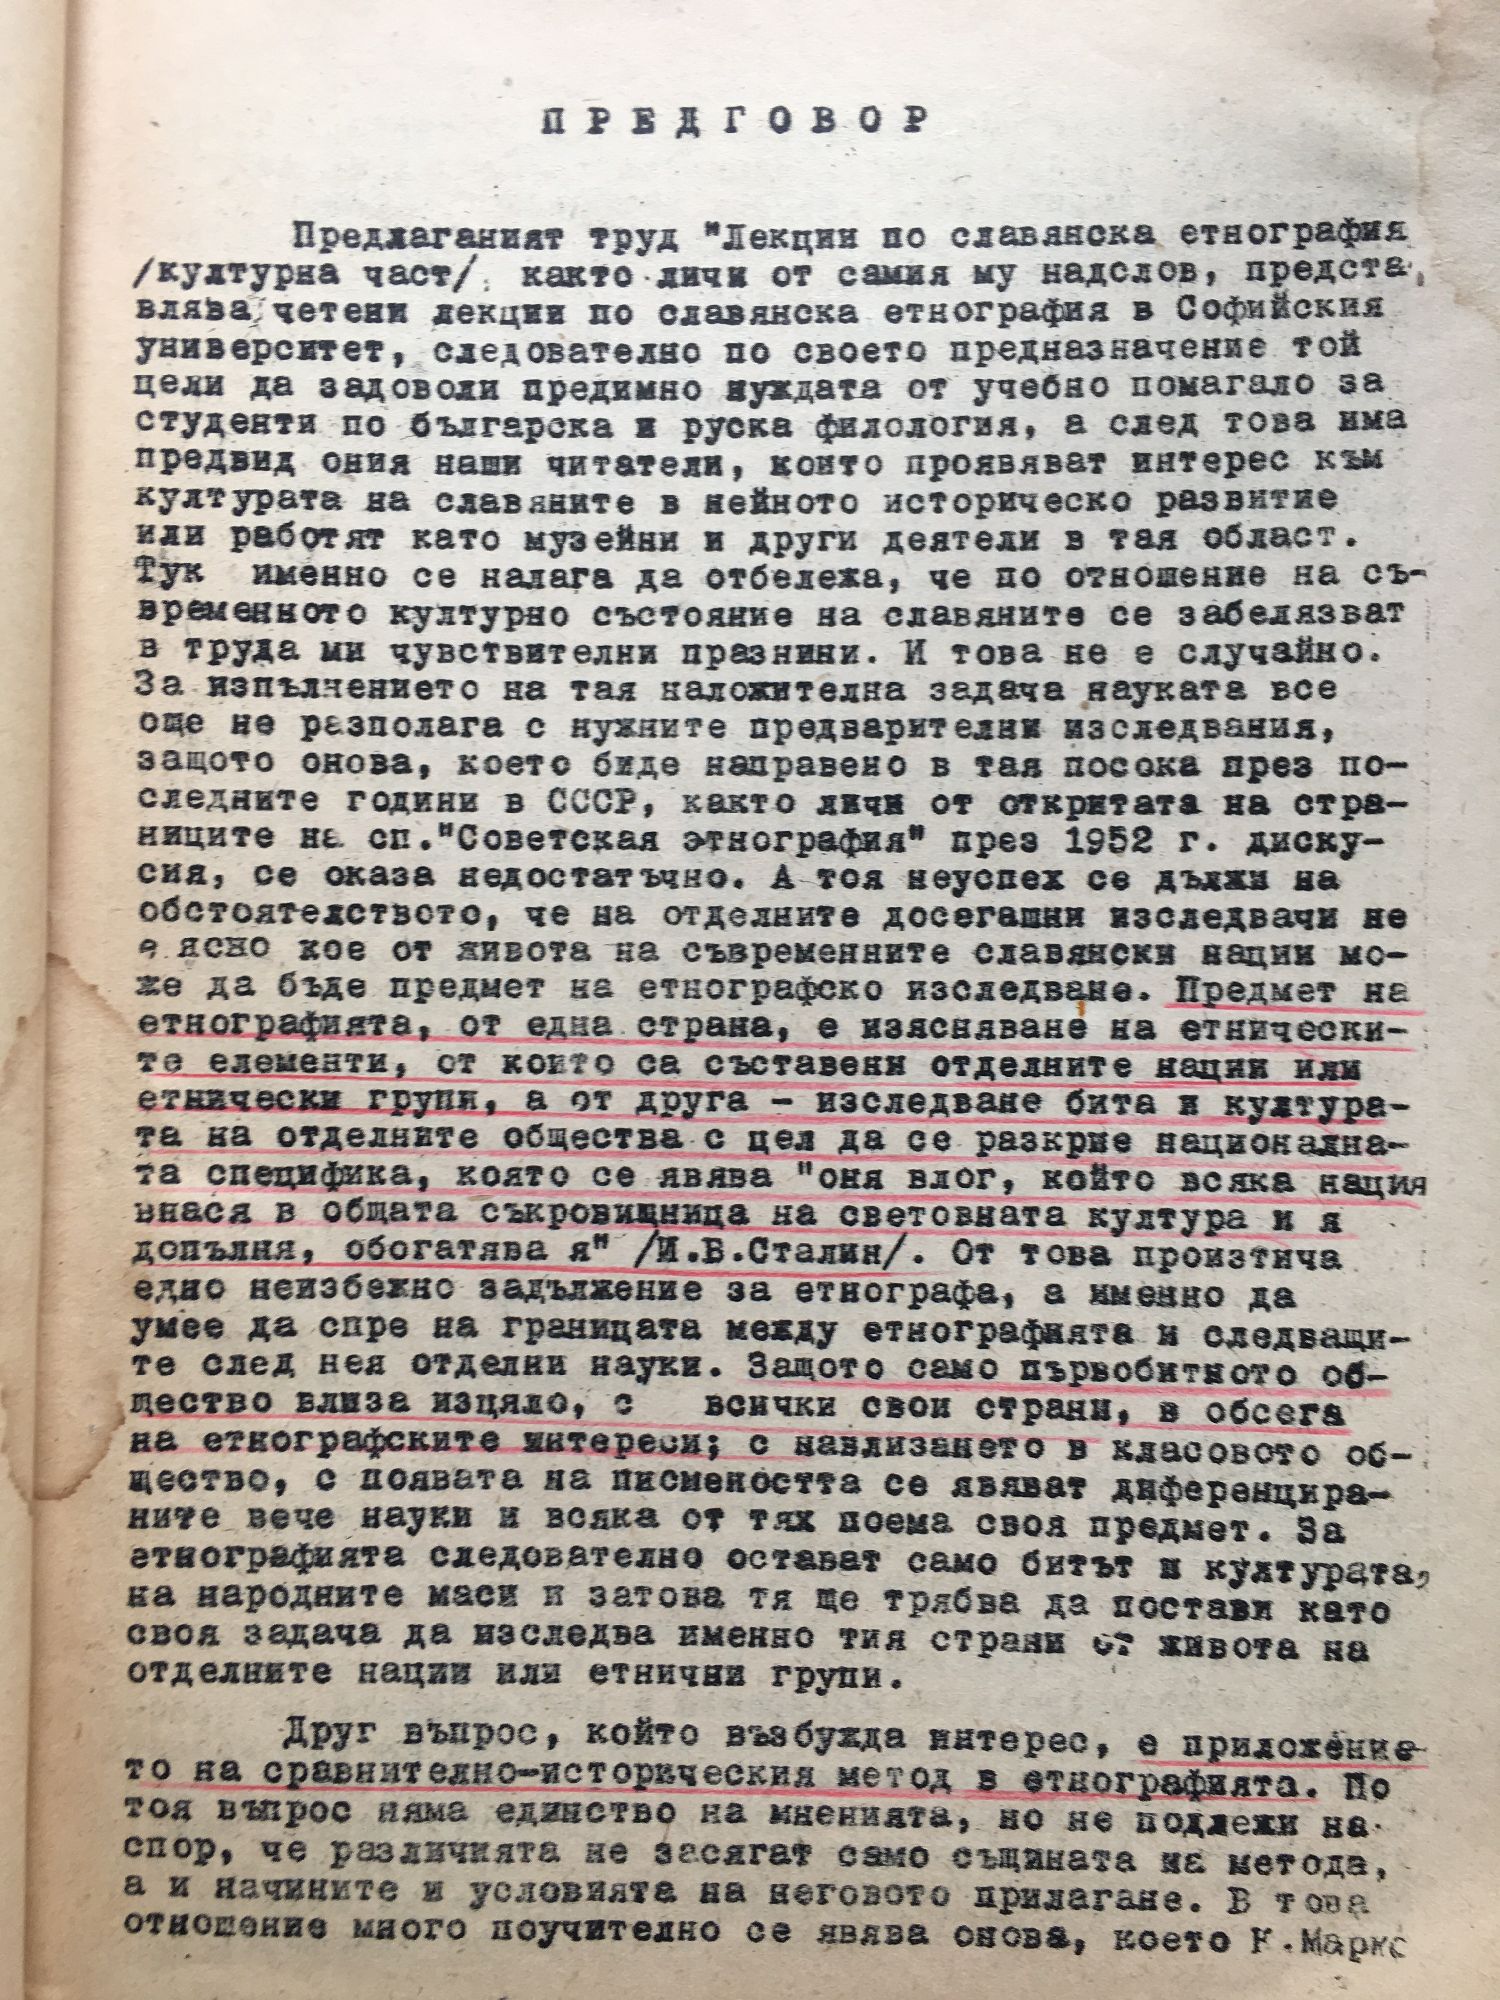 ПРЕДГОВОР
Предлаганият труд "Лекции по славянска етнография
/културна част/ както личи от самия му надслов, предста
влява четени лекции по славянска етнография в Софийския
университет, следователно по своето предназначение той
цели да задоволи предимно нуждата от учебно помагало за
студенти по българска и руска филология, а след това има
предвид ония наши читатели, които проявяват интерес към
културата на славяните в нейното историческо развитие
или работят като музейни и други деятели в тая област.
Тук именно се налага да отбележа, че по отношение на съ-
временното културно състояние на славяните се забелязват
в труда ми чувствителни празнини. И това не е случайно.
За изпълнението на тая наложителна задача науката все
още не разполага с нужните предварителни изследвания,
защото онова, което биде направено в тая посока през по-
следните години в СССР, както личи от откритата на стра-
ниците на сп."Советская этнография" през 1952 г. диску-
сия, се оказа недостатъчно. А тоя неуспех се дължи на
обстоятелството, че на отделните досегашни изследвачи не
е ясно кое от живота на съвременните славянски нации мо-
же да бъде предмет на етнографско изследване. Предмет на
етнографията, от една страна, е изясняване на етнически-
те елементи, от които са съставени отделните нации или
етнически групи, а от друга - изследване бита и култура-
та на отделните общества с цел да се разкрие национална-
та специфика, която се явява "оня влог, който всяка нация
внася в общата съкровищница на световната култура и я
допълня, обогатява я" /И.В.Сталин/. От това произтича
едно неизбежно задължение за етнографа, а именно да
умее да спре на границата между етнографията и следващи-
те след нея отделни науки. Защото само първобитното об-
щество влиза изцяло, с всички свои страни, в обсега
на етнографските интереси; с навлизането в класовото об-
щество, с появата на писмеността се явяват диференцира-
ните вече науки и всяка от тях поема своя предмет. За
етнографията следователно остават само битът и културата,
на народните маси и затова тя ще трябва да постави като
своя задача да изследва именно тия страни от живота на
отделните нации или етнични групи.
Друг въпрос, който възбужда интерес, е приложение-
то на сравнително-историческия метод в етнографията. По
тоя въпрос няма единство на мненията, но не подлежи на
спор, че различията не засягат само същината на метода,
а и начините и условията на неговото прилагане. В това
отношение много поучително се явява онова, което К.Маркс